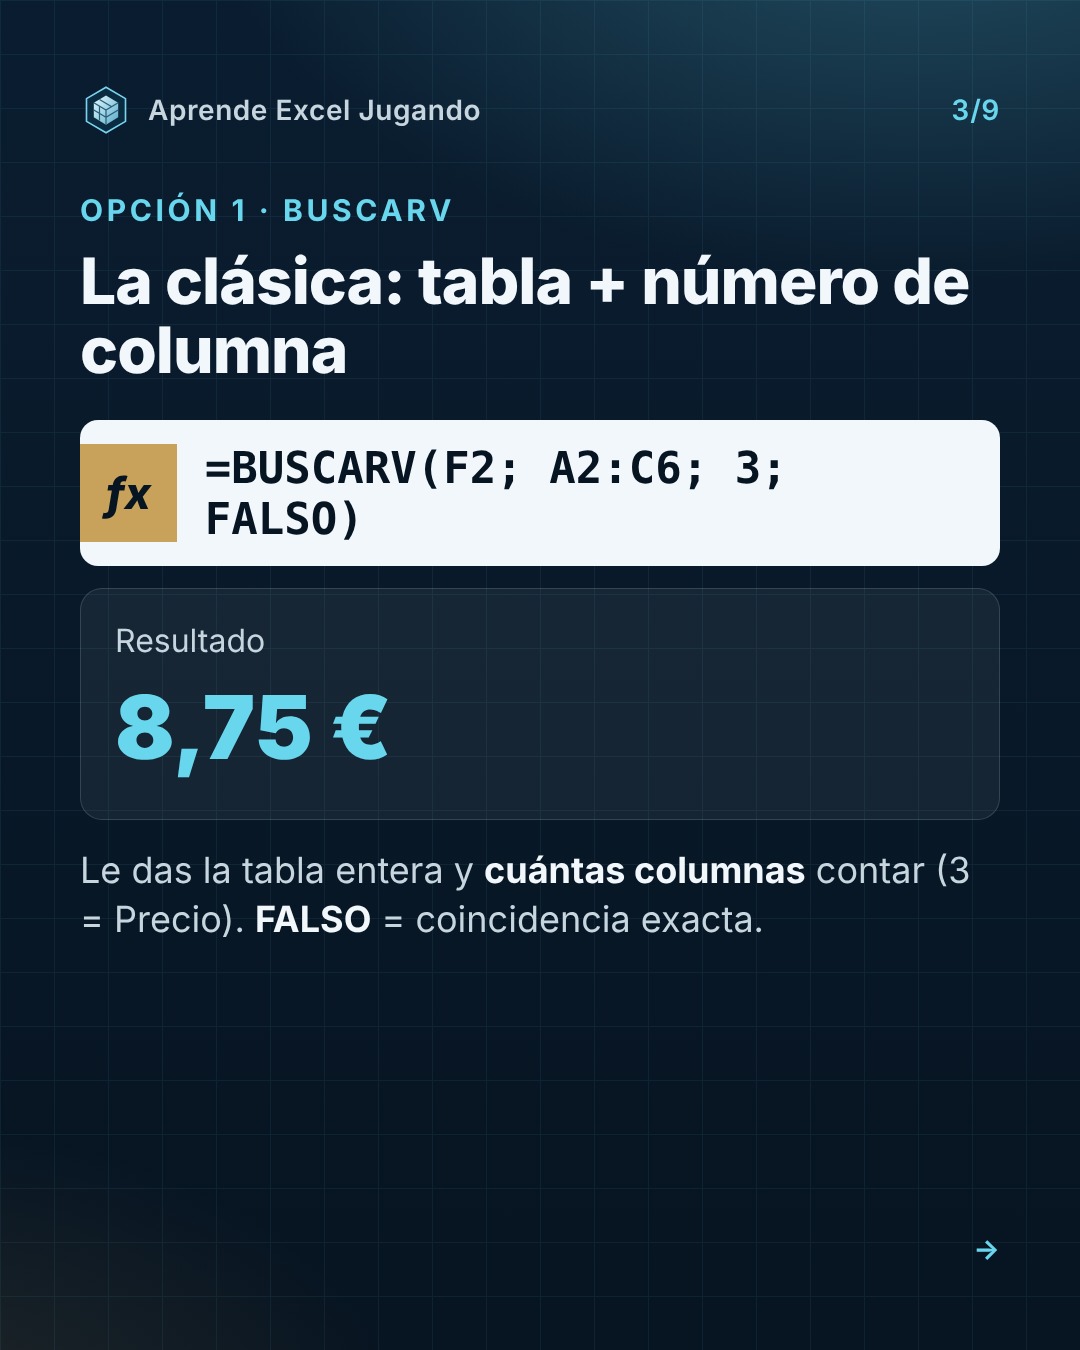 Aprende Excel Jugando
3/9
OPCIÓN 1 · BUSCARV
La clásica: tabla + número de
columna
fx
=BUSCARV(F2; A2:C6; 3;
FALSO)
Resultado
8,75 €
Le das la tabla entera y cuántas columnas contar (3
= Precio). FALSO = coincidencia exacta.
→